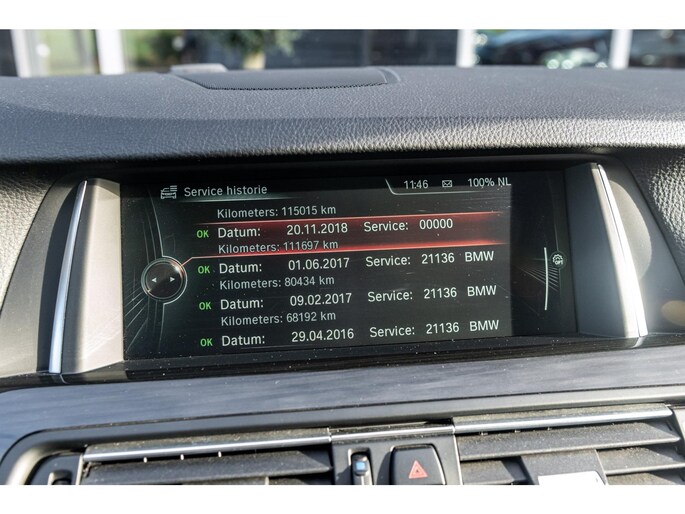 Service historie 11:46 100% NL
Kilometers: 115015 km
OK Datum: 20.11.2018 Service: 00000
Kilometers: 111697 km
OK Datum: 01.06.2017 Service: 21136 BMW
Kilometers: 80434 km
OK Datum: 09.02.2017 Service: 21136 BMW
Kilometers: 68192 km
OK Datum: 29.04.2016 Service: 21136 BMW